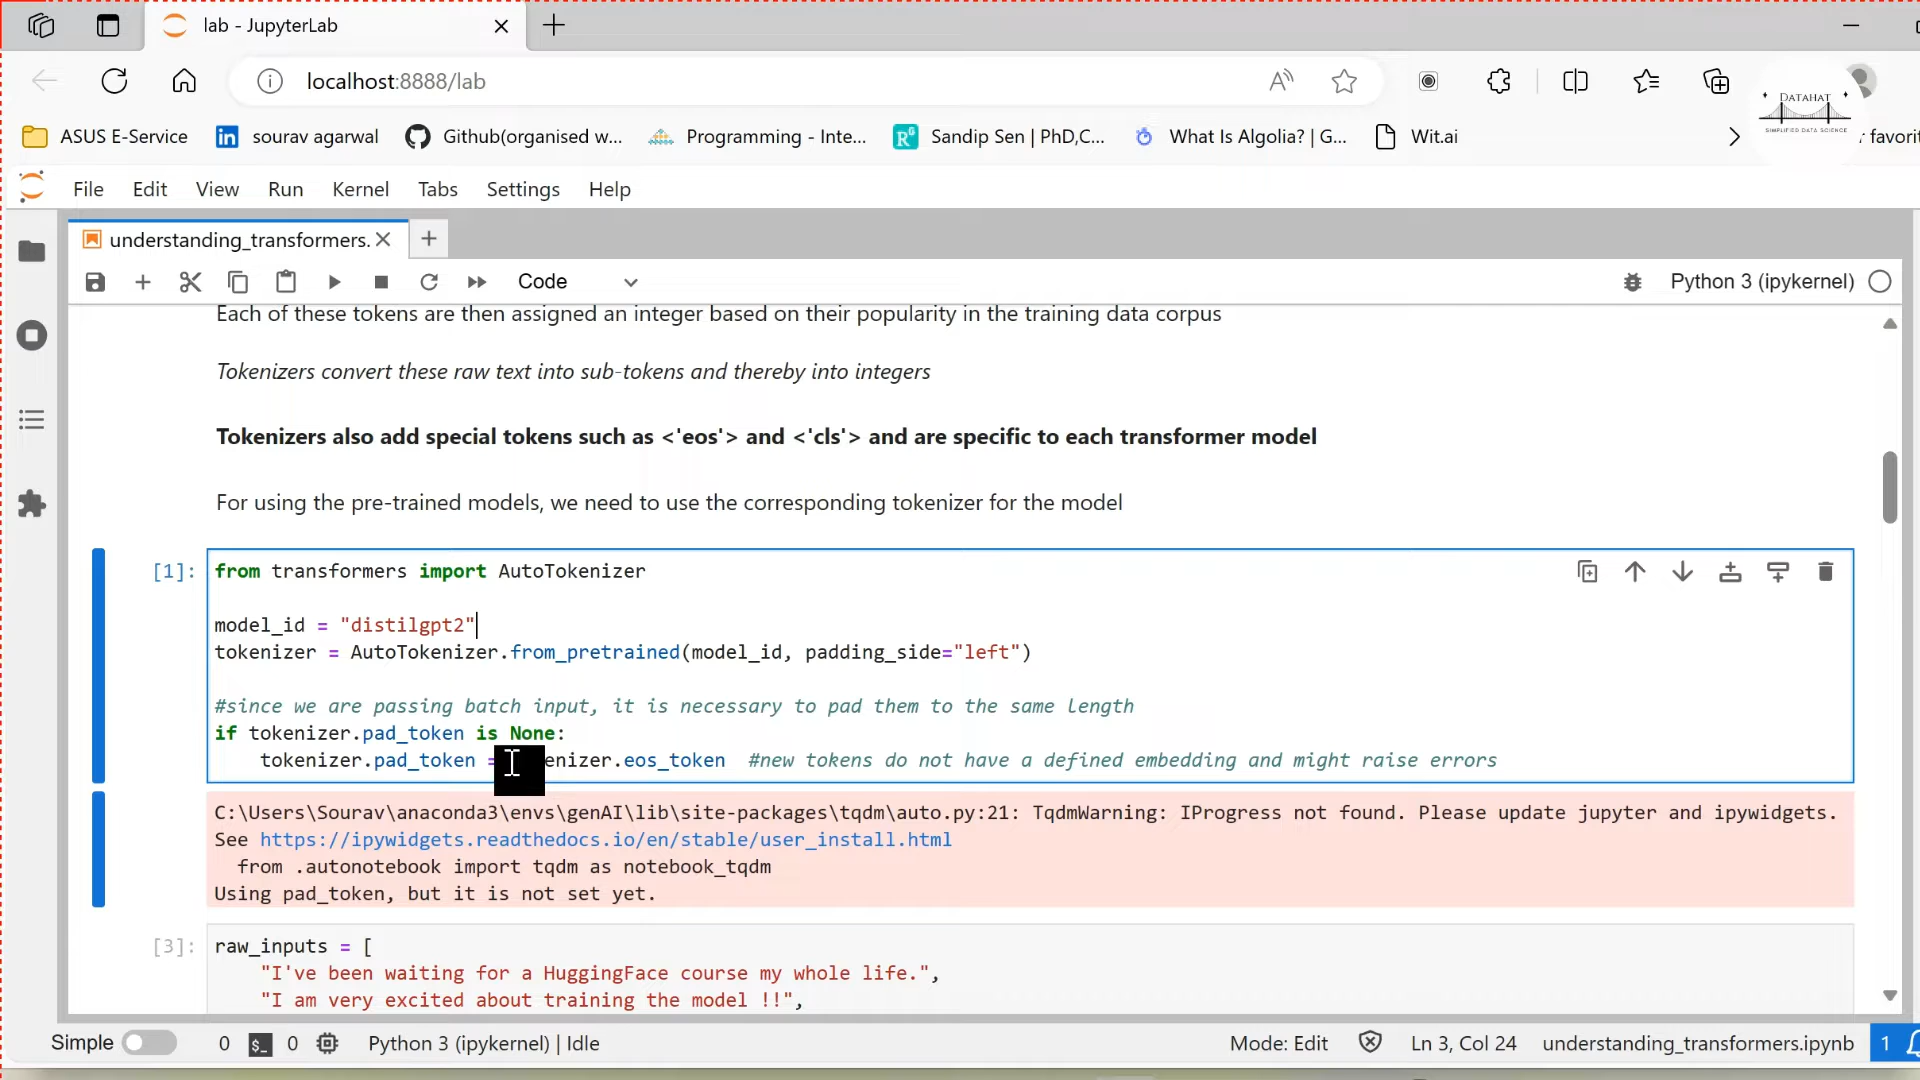 lab - JupyterLab
localhost:8888/lab
DATAHAT
SIMPLIFIED DATA SCIENCE
ASUS E-Service
sourav agarwal
Github(organised w...
Programming - Inte...
Sandip Sen | PhD,C...
What Is Algolia? | G...
Wit.ai
r favorit
File Edit View Run Kernel Tabs Settings Help
understanding_transformers.
Code
Python 3 (ipykernel)
Each of these tokens are then assigned an integer based on their popularity in the training data corpus
Tokenizers convert these raw text into sub-tokens and thereby into integers
Tokenizers also add special tokens such as <'eos'> and <'cls'> and are specific to each transformer model
For using the pre-trained models, we need to use the corresponding tokenizer for the model
[1]: from transformers import AutoTokenizer
model_id = "distilgpt2"
tokenizer = AutoTokenizer.from_pretrained(model_id, padding_side="left")
#since we are passing batch input, it is necessary to pad them to the same length
if tokenizer.pad_token is None:
tokenizer.pad_token = enizer.eos_token #new tokens do not have a defined embedding and might raise errors
C:\Users\Sourav\anaconda3\envs\genAI\lib\site-packages\tqdm\auto.py:21: TqdmWarning: IProgress not found. Please update jupyter and ipywidgets.
See https://ipywidgets.readthedocs.io/en/stable/user_install.html
from .autonotebook import tqdm as notebook_tqdm
Using pad_token, but it is not set yet.
[3]: raw_inputs = [
"I've been waiting for a HuggingFace course my whole life.",
"I am very excited about training the model !!",
Simple 0 $_ 0 Python 3 (ipykernel) | Idle Mode: Edit Ln 3, Col 24 understanding_transformers.ipynb 1